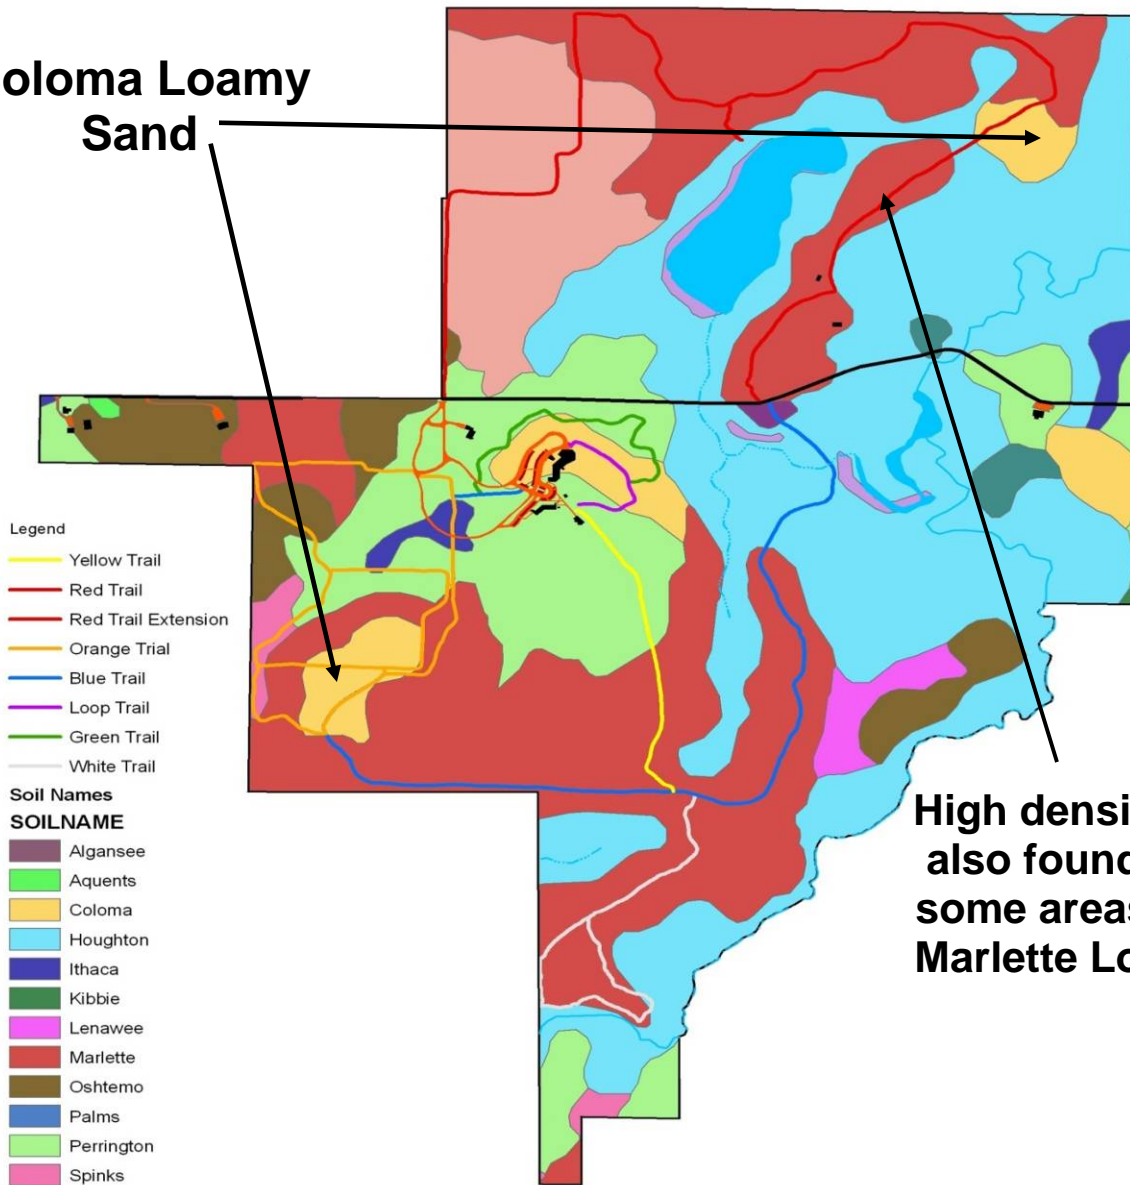 oloma Loamy
Sand
Legend
Yellow Trail
Red Trail
Red Trail Extension
Orange Trial
Blue Trail
Loop Trail
Green Trail
White Trail
Soil Names
SOILNAME
Algansee
Aquents
Coloma
Houghton
Ithaca
Kibbie
Lenawee
Marlette
Oshtemo
Palms
Perrington
Spinks
High densi
also found
some areas
Marlette Lo